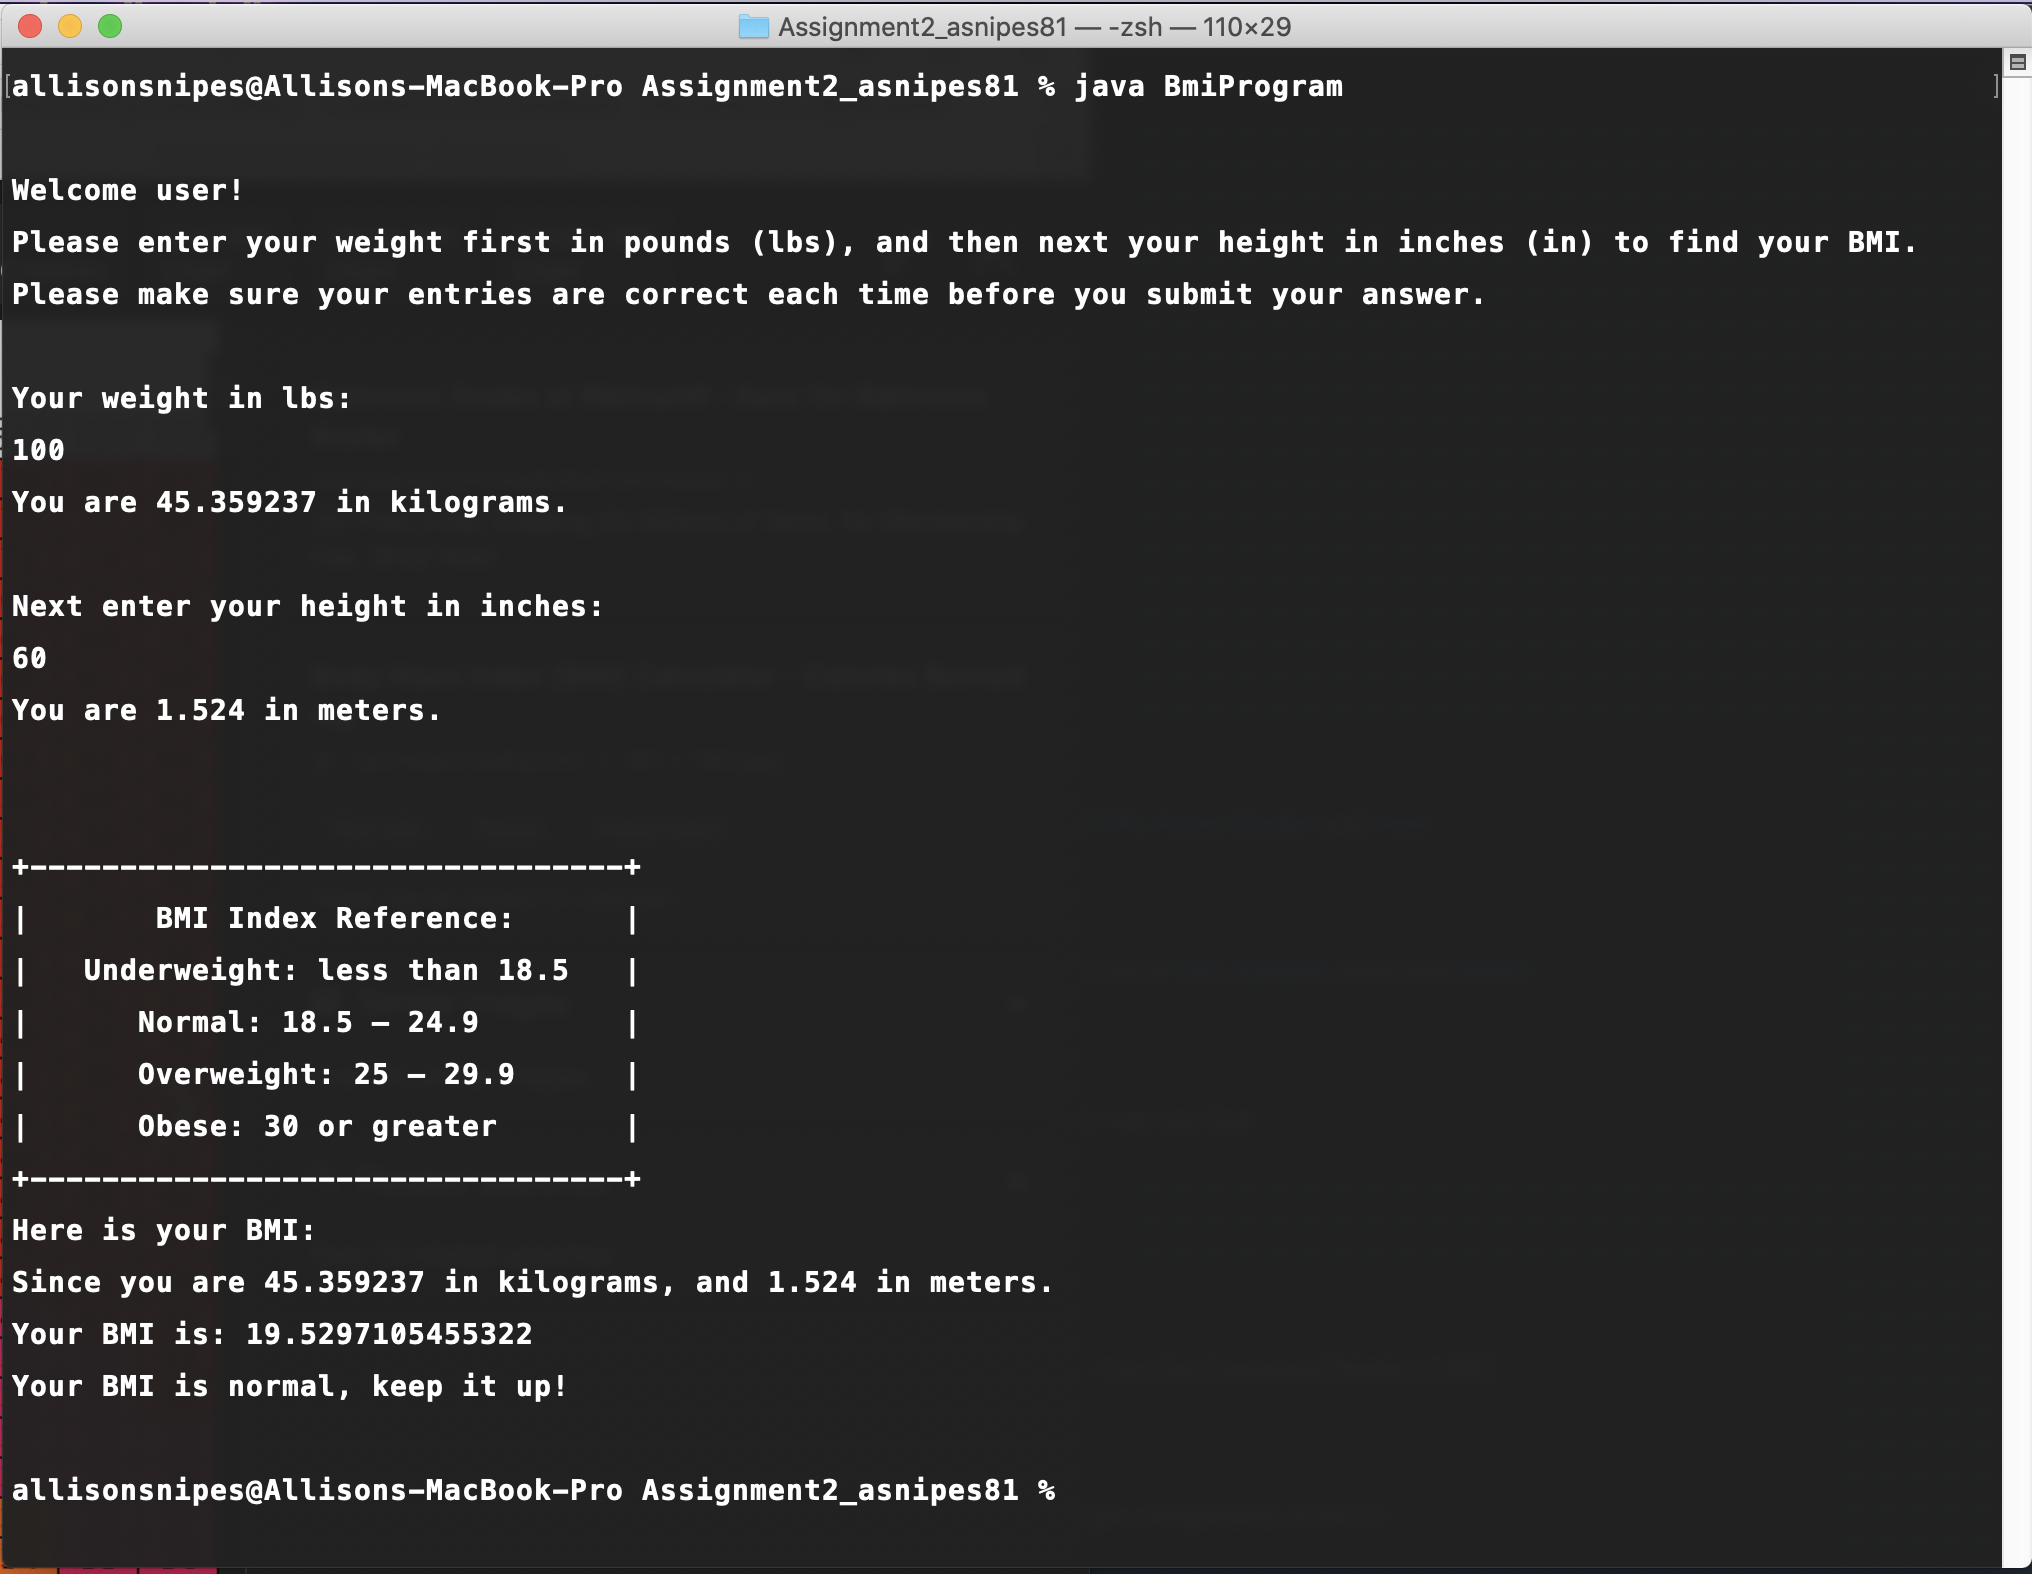 Assignment2_asnipes81 — -zsh — 110×29
[allisonsnipes@Allisons-MacBook-Pro Assignment2_asnipes81 % java BmiProgram ]
Welcome user!
Please enter your weight first in pounds (lbs), and then next your height in inches (in) to find your BMI.
Please make sure your entries are correct each time before you submit your answer.
Your weight in lbs:
100
You are 45.359237 in kilograms.
Next enter your height in inches:
60
You are 1.524 in meters.
+---------------------------------+
|       BMI Index Reference:      |
|   Underweight: less than 18.5   |
|      Normal: 18.5 – 24.9        |
|      Overweight: 25 – 29.9      |
|      Obese: 30 or greater       |
+---------------------------------+
Here is your BMI:
Since you are 45.359237 in kilograms, and 1.524 in meters.
Your BMI is: 19.5297105455322
Your BMI is normal, keep it up!
allisonsnipes@Allisons-MacBook-Pro Assignment2_asnipes81 %